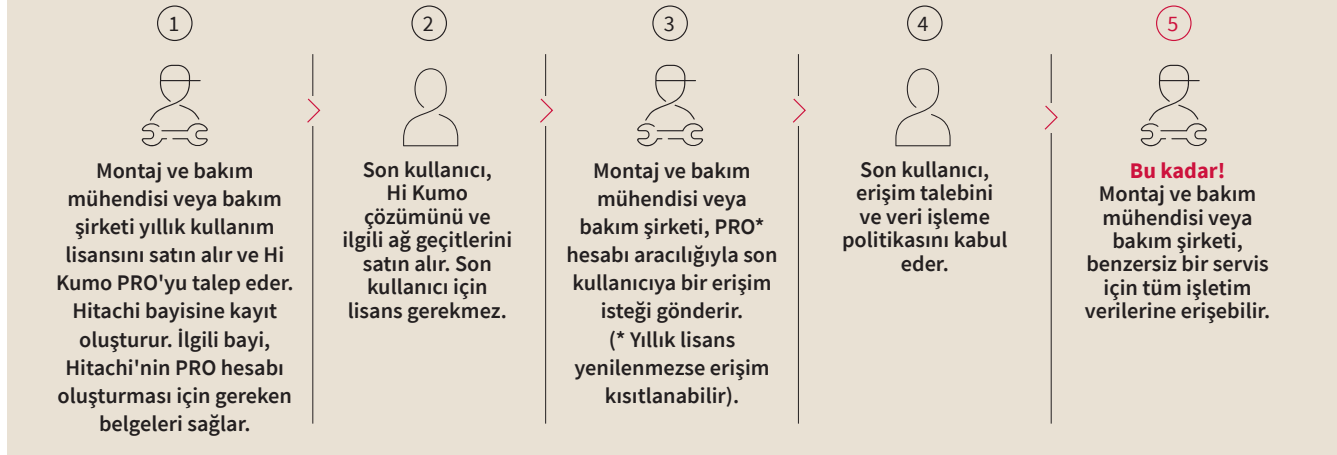 1
Montaj ve bakım
mühendisi veya bakım
şirketi yıllık kullanım
lisansını satın alır ve Hi
Kumo PRO'yu talep eder.
Hitachi bayisine kayıt
oluşturur. İlgili bayi,
Hitachi'nin PRO hesabı
oluşturması için gereken
belgeleri sağlar.
2
Son kullanıcı,
Hi Kumo
çözümünü ve
ilgili ağ geçitlerini
satın alır. Son
kullanıcı için
lisans gerekmez.
3
Montaj ve bakım
mühendisi veya
bakım şirketi, PRO*
hesabı aracılığıyla son
kullanıcıya bir erişim
isteği gönderir.
(* Yıllık lisans
yenilenmezse erişim
kısıtlanabilir).
4
Son kullanıcı,
erişim talebini
ve veri işleme
politikasını kabul
eder.
5
Bu kadar!
Montaj ve bakım
mühendisi veya
bakım şirketi,
benzersiz bir servis
için tüm işletim
verilerine erişebilir.